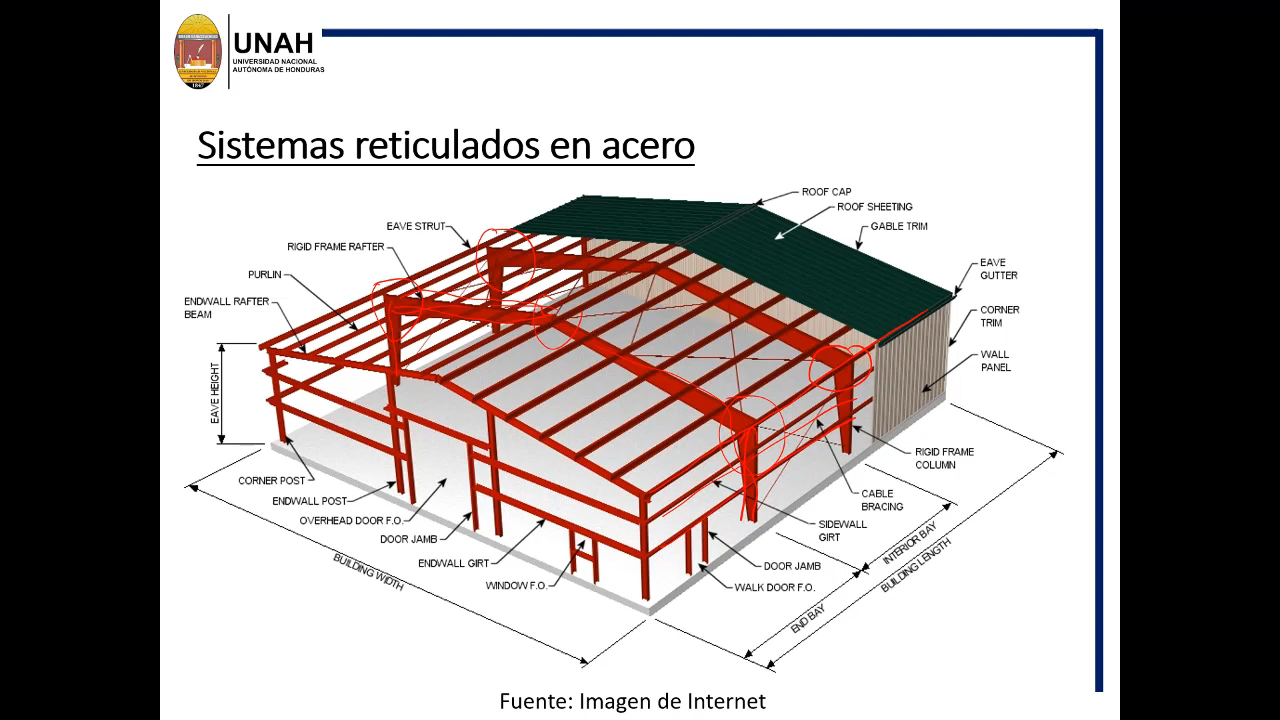 UNAH
UNIVERSIDAD NACIONAL
AUTÓNOMA DE HONDURAS
1847
Sistemas reticulados en acero
ROOF CAP
ROOF SHEETING
GABLE TRIM
EAVE STRUT
RIGID FRAME RAFTER
PURLIN
ENDWALL RAFTER
BEAM
EAVE
GUTTER
CORNER
TRIM
WALL
PANEL
EAVE HEIGHT
RIGID FRAME
COLUMN
CABLE
BRACING
SIDEWALL
GIRT
CORNER POST
ENDWALL POST
OVERHEAD DOOR F.O.
DOOR JAMB
ENDWALL GIRT
WINDOW F.O.
DOOR JAMB
WALK DOOR F.O.
BUILDING WIDTH
INTERIOR BAY
BUILDING LENGTH
END BAY
Fuente: Imagen de Internet